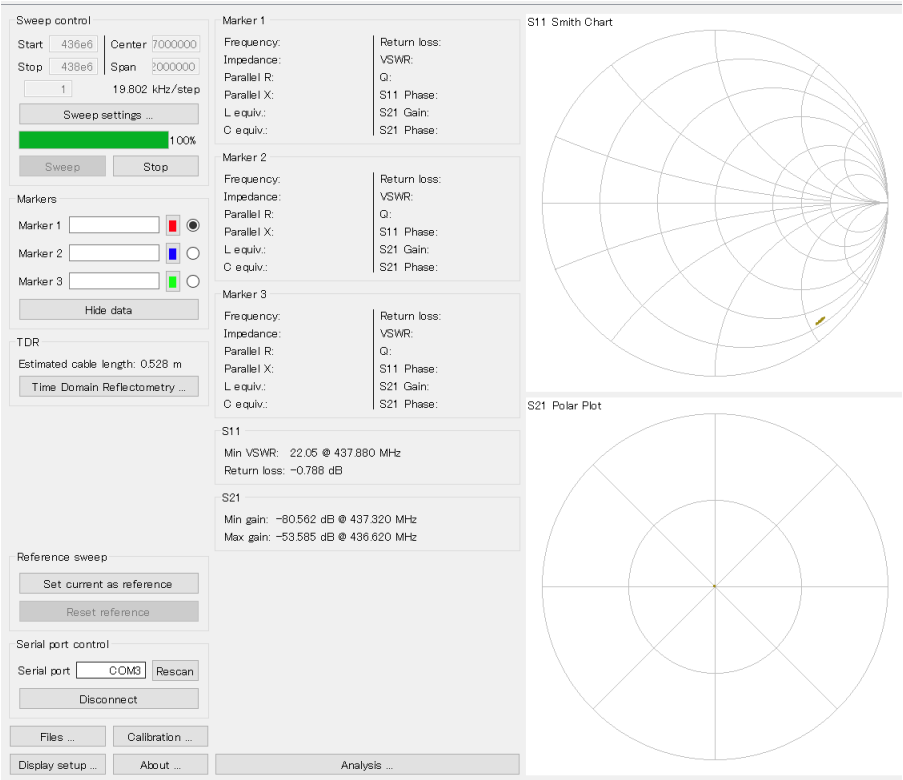 Sweep control
Start 436e6 Center 7000000
Stop 438e6 Span 2000000
1 19.802 kHz/step
Sweep settings ...
100%
Sweep Stop
Markers
Marker 1
Marker 2
Marker 3
Hide data
TDR
Estimated cable length: 0.528 m
Time Domain Reflectometry ...
Reference sweep
Set current as reference
Reset reference
Serial port control
Serial port COM3 Rescan
Disconnect
Files ... Calibration ...
Display setup ... About ...
Marker 1
Frequency: Return loss:
Impedance: VSWR:
Parallel R: Q:
Parallel X: S11 Phase:
L equiv.: S21 Gain:
C equiv.: S21 Phase:
Marker 2
Frequency: Return loss:
Impedance: VSWR:
Parallel R: Q:
Parallel X: S11 Phase:
L equiv.: S21 Gain:
C equiv.: S21 Phase:
Marker 3
Frequency: Return loss:
Impedance: VSWR:
Parallel R: Q:
Parallel X: S11 Phase:
L equiv.: S21 Gain:
C equiv.: S21 Phase:
S11
Min VSWR: 22.05 @ 437.880 MHz
Return loss: -0.788 dB
S21
Min gain: -80.562 dB @ 437.320 MHz
Max gain: -53.585 dB @ 436.620 MHz
Analysis ...
S11 Smith Chart
S21 Polar Plot